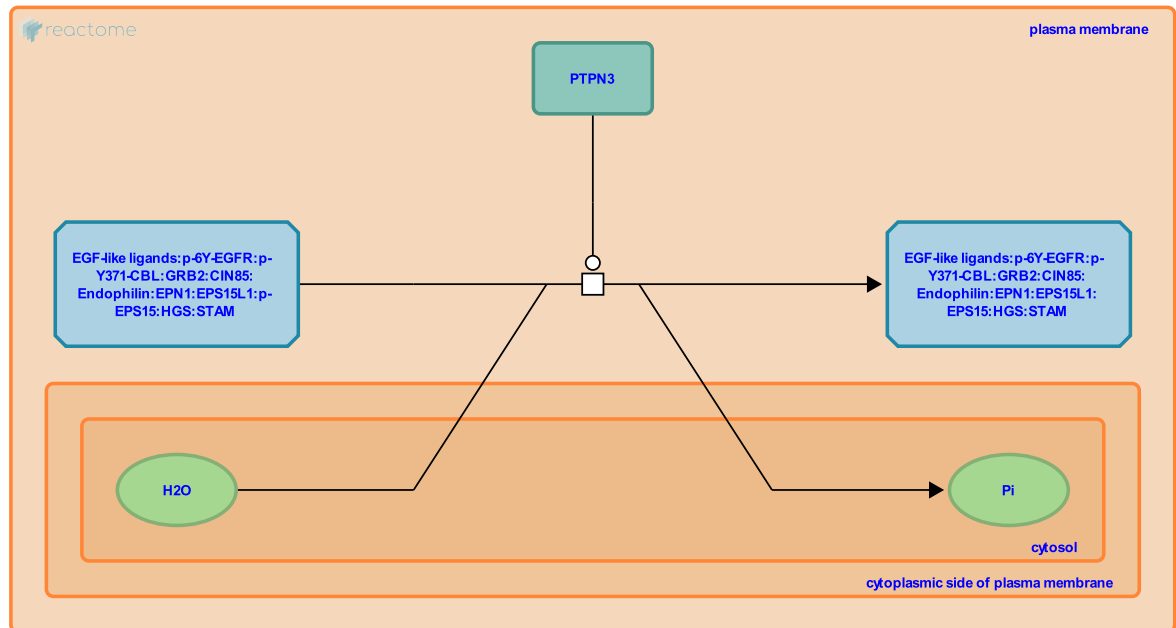 reactome
plasma membrane
PTPN3
EGF-like ligands:p-6Y-EGFR:p-
Y371-CBL:GRB2:CIN85:
Endophilin:EPN1:EPS15L1:p-
EPS15:HGS:STAM
EGF-like ligands:p-6Y-EGFR:p-
Y371-CBL:GRB2:CIN85:
Endophilin:EPN1:EPS15L1:
EPS15:HGS:STAM
H2O
Pi
cytosol
cytoplasmic side of plasma membrane